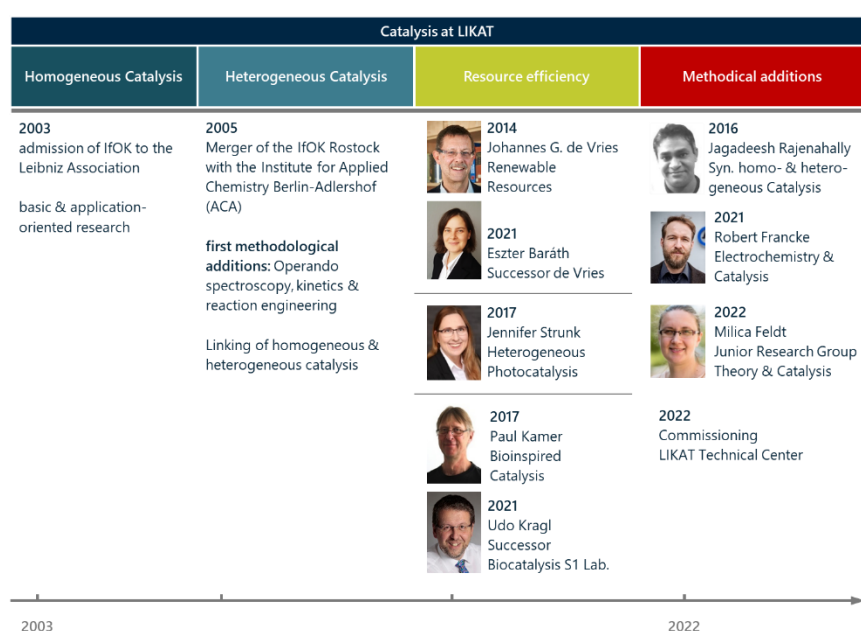 Catalysis at LIKAT
Homogeneous Catalysis
Heterogeneous Catalysis
Resource efficiency
Methodical additions
2003
admission of IfOK to the
Leibniz Association
basic & application-
oriented research
2005
Merger of the IfOK Rostock
with the Institute for Applied
Chemistry Berlin-Adlershof
(ACA)
first methodological
additions: Operando
spectroscopy, kinetics &
reaction engineering
Linking of homogeneous &
heterogeneous catalysis
2014
Johannes G. de Vries
Renewable
Resources
2021
Eszter Baráth
Successor de Vries
2017
Jennifer Strunk
Heterogeneous
Photocatalysis
2017
Paul Kamer
Bioinspired
Catalysis
2021
Udo Kragl
Successor
Biocatalysis S1 Lab.
2016
Jagadeesh Rajenahally
Syn. homo- & hetero-
geneous Catalysis
2021
Robert Francke
Electrochemistry &
Catalysis
2022
Milica Feldt
Junior Research Group
Theory & Catalysis
2022
Commissioning
LIKAT Technical Center
2003
2022